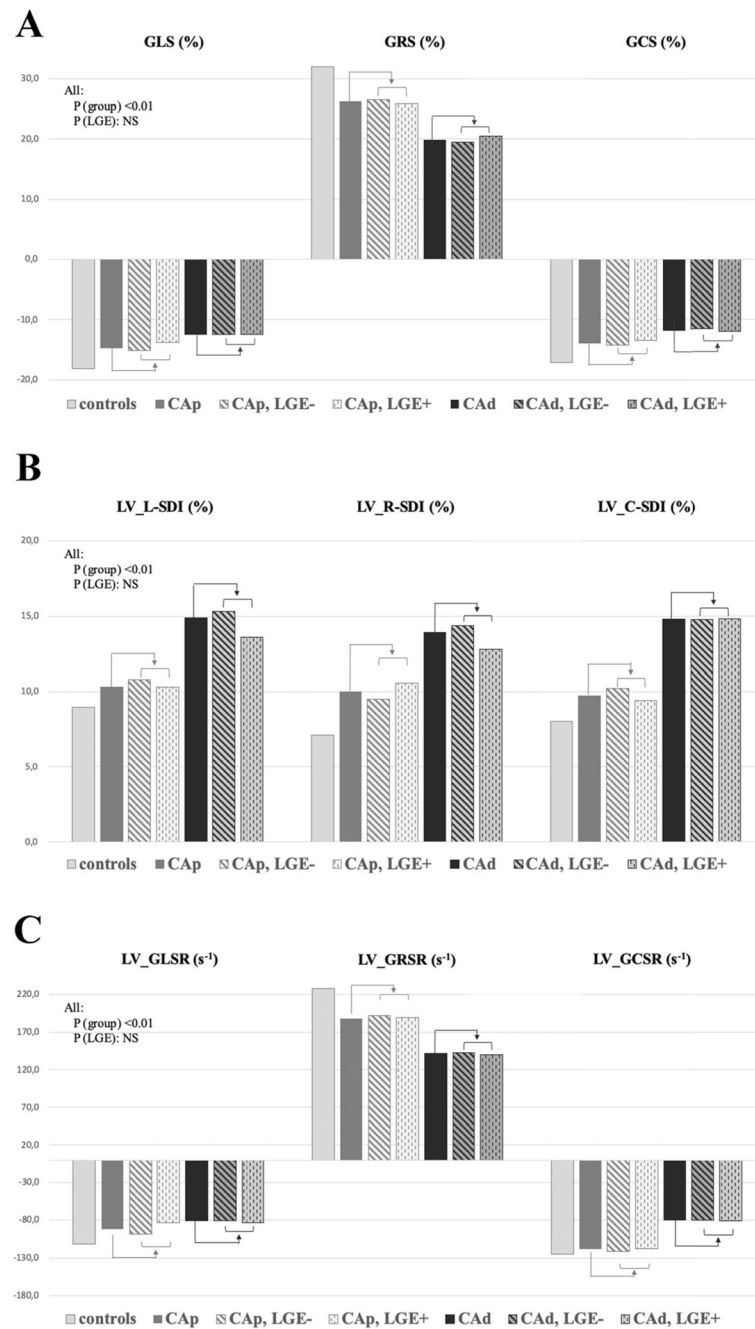 A
GLS (%) GRS (%) GCS (%)
30,0
All:
P (group) <0.01
P (LGE): NS
20,0
10,0
0,0
-10,0
-20,0
controls CAp CAp, LGE- CAp, LGE+ CAd CAd, LGE- CAd, LGE+
B
LV_L-SDI (%) LV_R-SDI (%) LV_C-SDI (%)
20,0
All:
P (group) <0.01
P (LGE): NS
15,0
10,0
5,0
0,0
controls CAp CAp, LGE- CAp, LGE+ CAd CAd, LGE- CAd, LGE+
C
LV_GLSR (s⁻¹) LV_GRSR (s⁻¹) LV_GCSR (s⁻¹)
220,0
All:
P (group) <0.01
P (LGE): NS
170,0
120,0
70,0
20,0
-30,0
-80,0
-130,0
-180,0
controls CAp CAp, LGE- CAp, LGE+ CAd CAd, LGE- CAd, LGE+